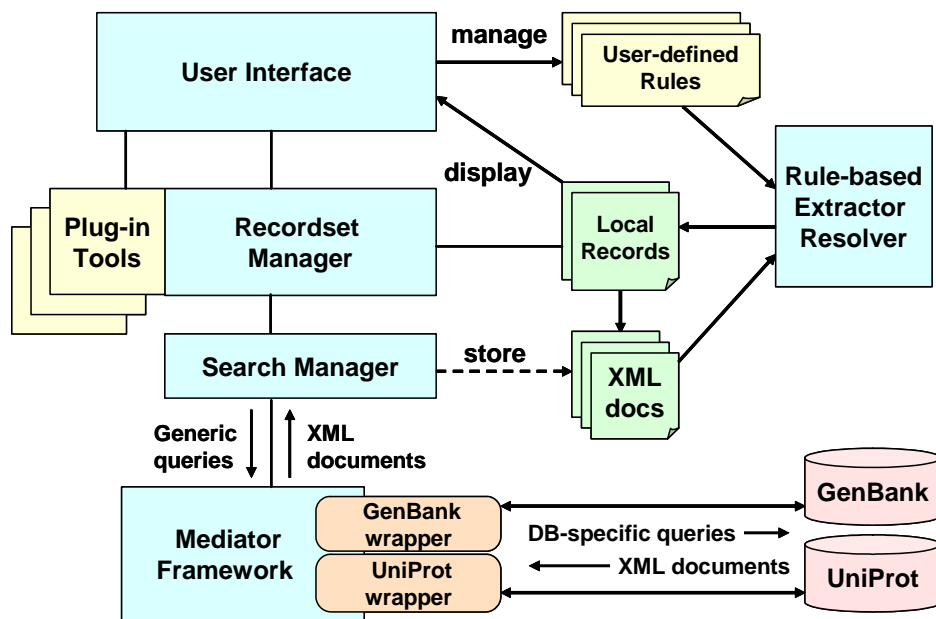 manage
User Interface
User-defined
Rules
display
Rule-based
Extractor
Resolver
Plug-in
Tools
Recordset
Manager
Local
Records
Search Manager
store
XML
docs
Generic
queries
XML
documents
GenBank
Mediator
Framework
GenBank
wrapper
DB-specific queries
XML documents
UniProt
wrapper
UniProt